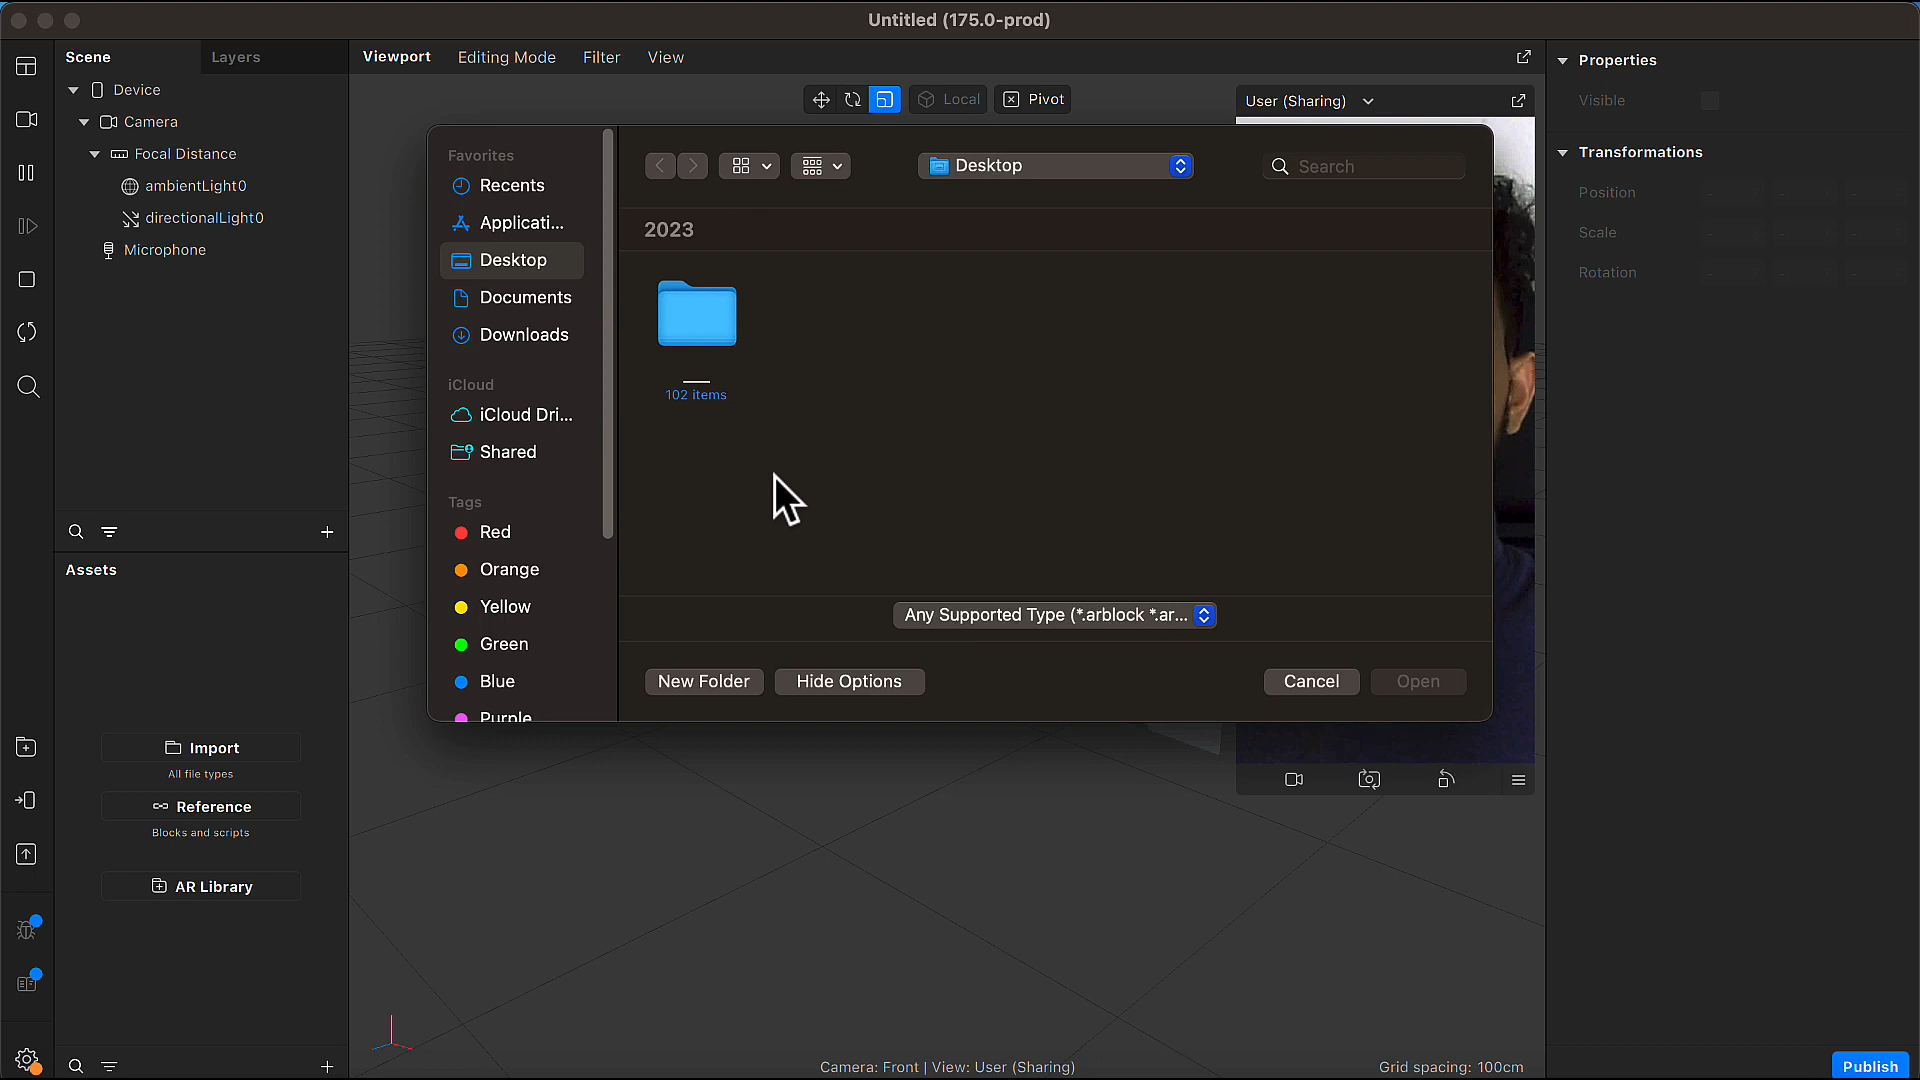 Untitled (175.0-prod)
Scene
Layers
Viewport
Editing Mode
Filter
View
Properties
Device
Camera
Focal Distance
ambientLight0
directionalLight0
Microphone
Local
Pivot
User (Sharing)
Visible
Transformations
Position
Scale
Rotation
Favorites
Recents
Applicati...
Desktop
Documents
Downloads
iCloud
iCloud Dri...
Shared
Tags
Red
Orange
Yellow
Green
Blue
Purple
Desktop
Search
2023
102 items
Any Supported Type (*.arblock *.ar...
New Folder
Hide Options
Cancel
Open
Assets
Import
All file types
Reference
Blocks and scripts
AR Library
Camera: Front | View: User (Sharing)
Grid spacing: 100cm
Publish